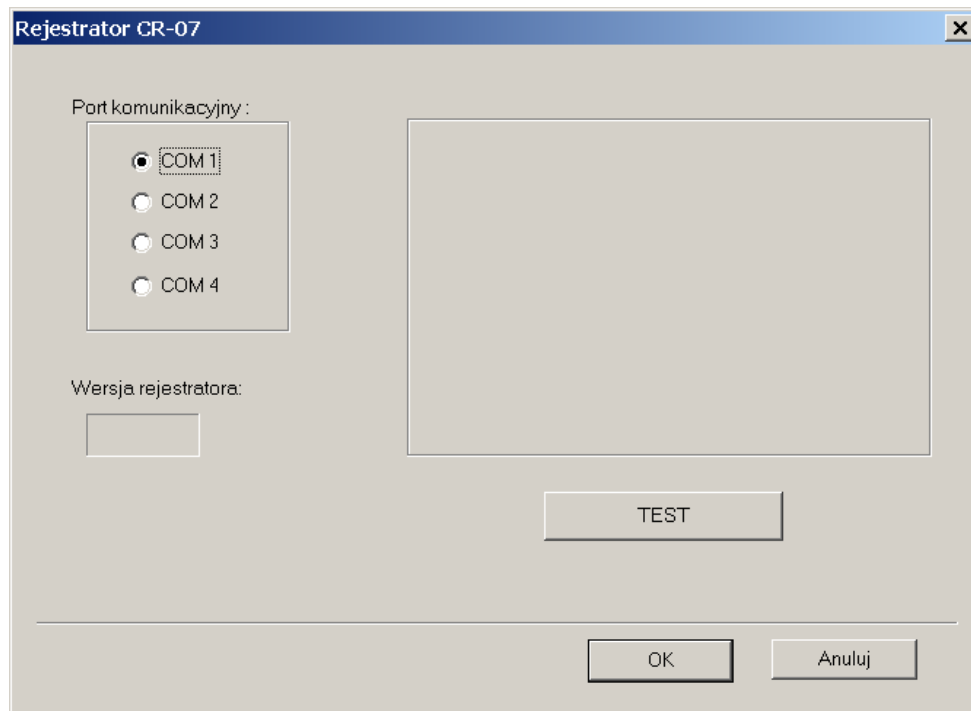 Rejestrator CR-07
Port komunikacyjny :
COM 1
COM 2
COM 3
COM 4
Wersja rejestratora:
TEST
OK
Anuluj